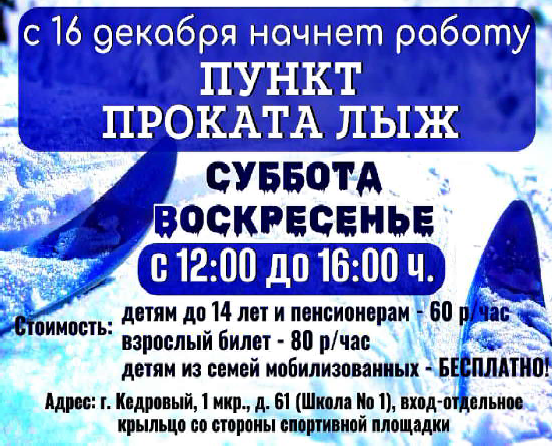 с 16 декабря начнет работу
ПУНКТ
ПРОКАТА ЛЫЖ
СУББОТА
ВОСКРЕСЕНЬЕ
с 12:00 до 16:00 ч.
Стоимость: детям до 14 лет и пенсионерам - 60 р/час
взрослый билет - 80 р/час
детям из семей мобилизованных - БЕСПЛАТНО!
Адрес: г. Кедровый, 1 мкр., д. 61 (Школа № 1), вход-отдельное
крыльцо со стороны спортивной площадки